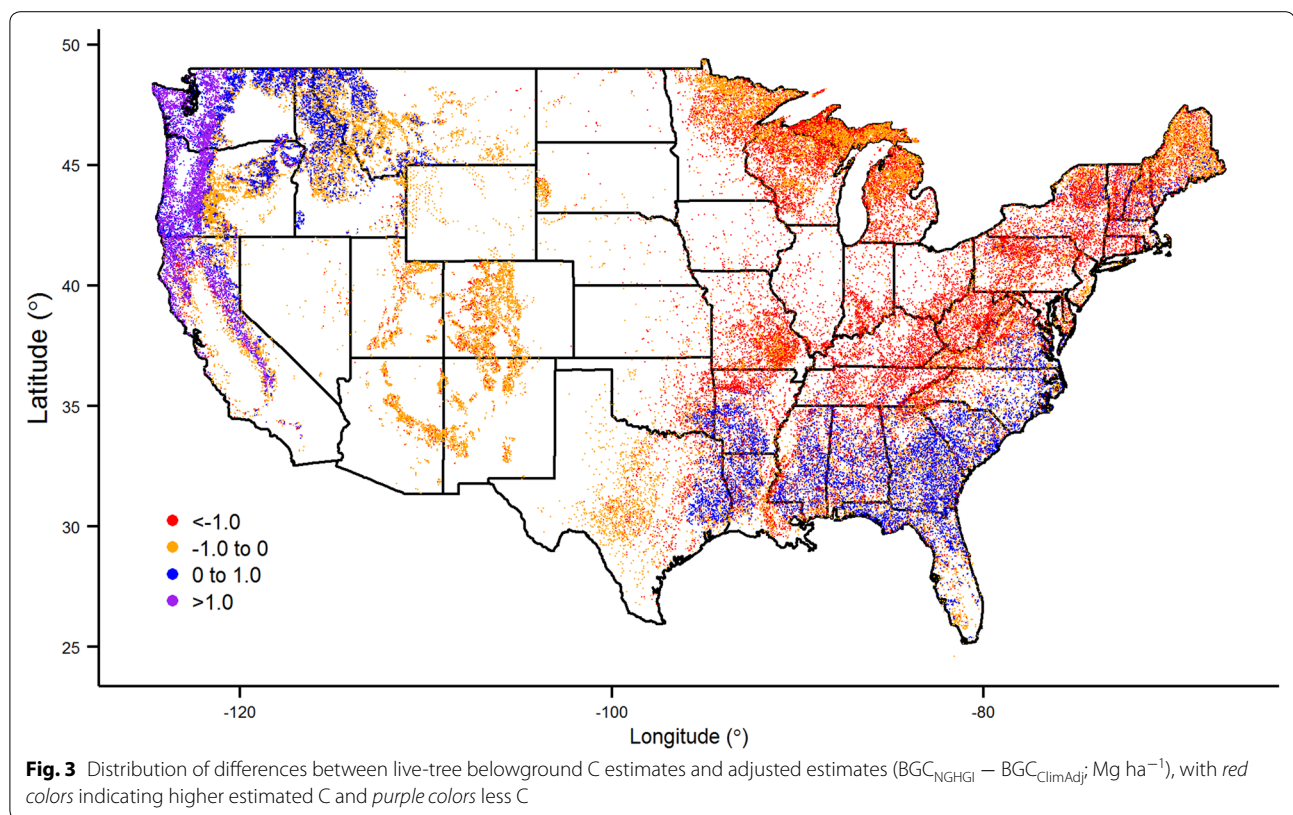 50
45
40
35
30
25
Latitude (°)
<-1.0
-1.0 to 0
0 to 1.0
>1.0
-120
-100
-80
Longitude (°)
Fig. 3 Distribution of differences between live-tree belowground C estimates and adjusted estimates (BGC_NGHGI − BGC_ClimAdj; Mg ha⁻¹), with red
colors indicating higher estimated C and purple colors less C